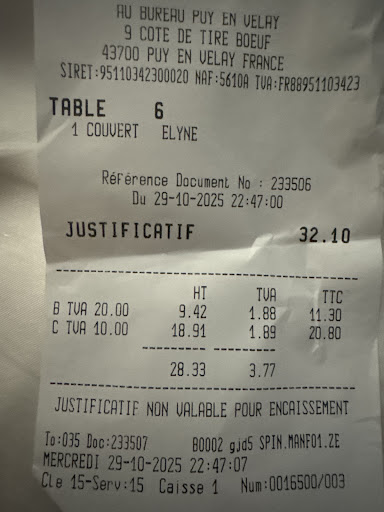 AU BUREAU PUY EN VELAY
9 COTE DE TIRE BOEUF
43700 PUY EN VELAY FRANCE
SIRET:95110342300020 NAF:5610A TVA:FR88951103423
TABLE 6
1 COUVERT ELYNE
Référence Document No : 233506
Du 29-10-2025 22:47:00
JUSTIFICATIF 32.10
HT TVA TTC
B TVA 20.00 9.42 1.88 11.30
C TVA 10.00 18.91 1.89 20.80
28.33 3.77
JUSTIFICATIF NON VALABLE POUR ENCAISSEMENT
To:035 Doc:233507 B0002 gjd5 SPIN.MANF01.ZE
MERCREDI 29-10-2025 22:47:07
Cle 15-Serv:15 Caisse 1 Num:0016500/003